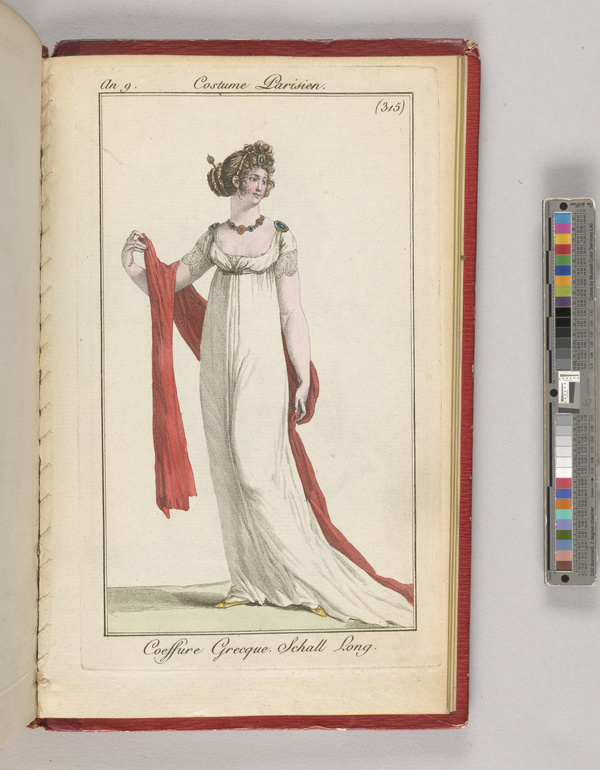 An 9. Costume Parisien.
(315)
Coeffure Grecque. Schall Long.